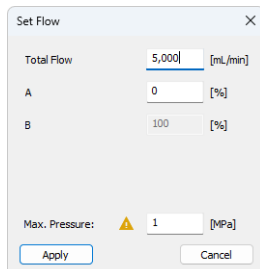 Set Flow
Total Flow 5,000 [mL/min]
A 0 [%]
B 100 [%]
Max. Pressure: 1 [MPa]
Apply Cancel